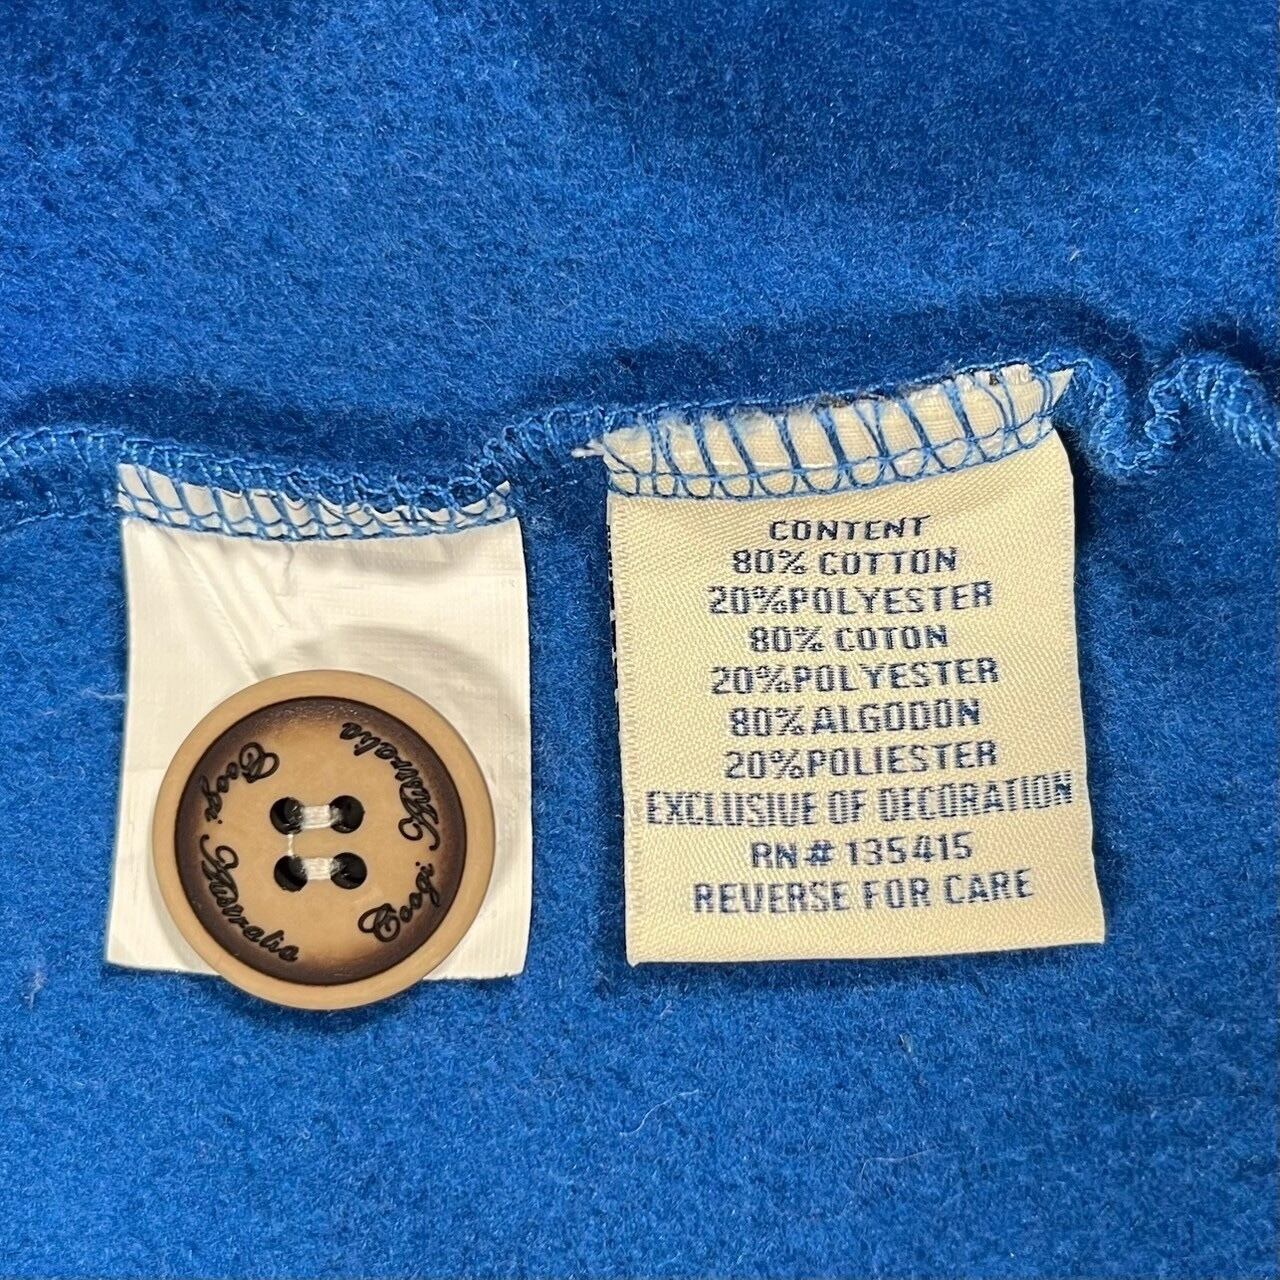 Coogi Australia
Coogi Australia
CONTENT
80% COTTON
20%POLYESTER
80% COTON
20%POLYESTER
80%ALGODON
20%POLIESTER
EXCLUSIVE OF DECORATION
RN# 135415
REVERSE FOR CARE